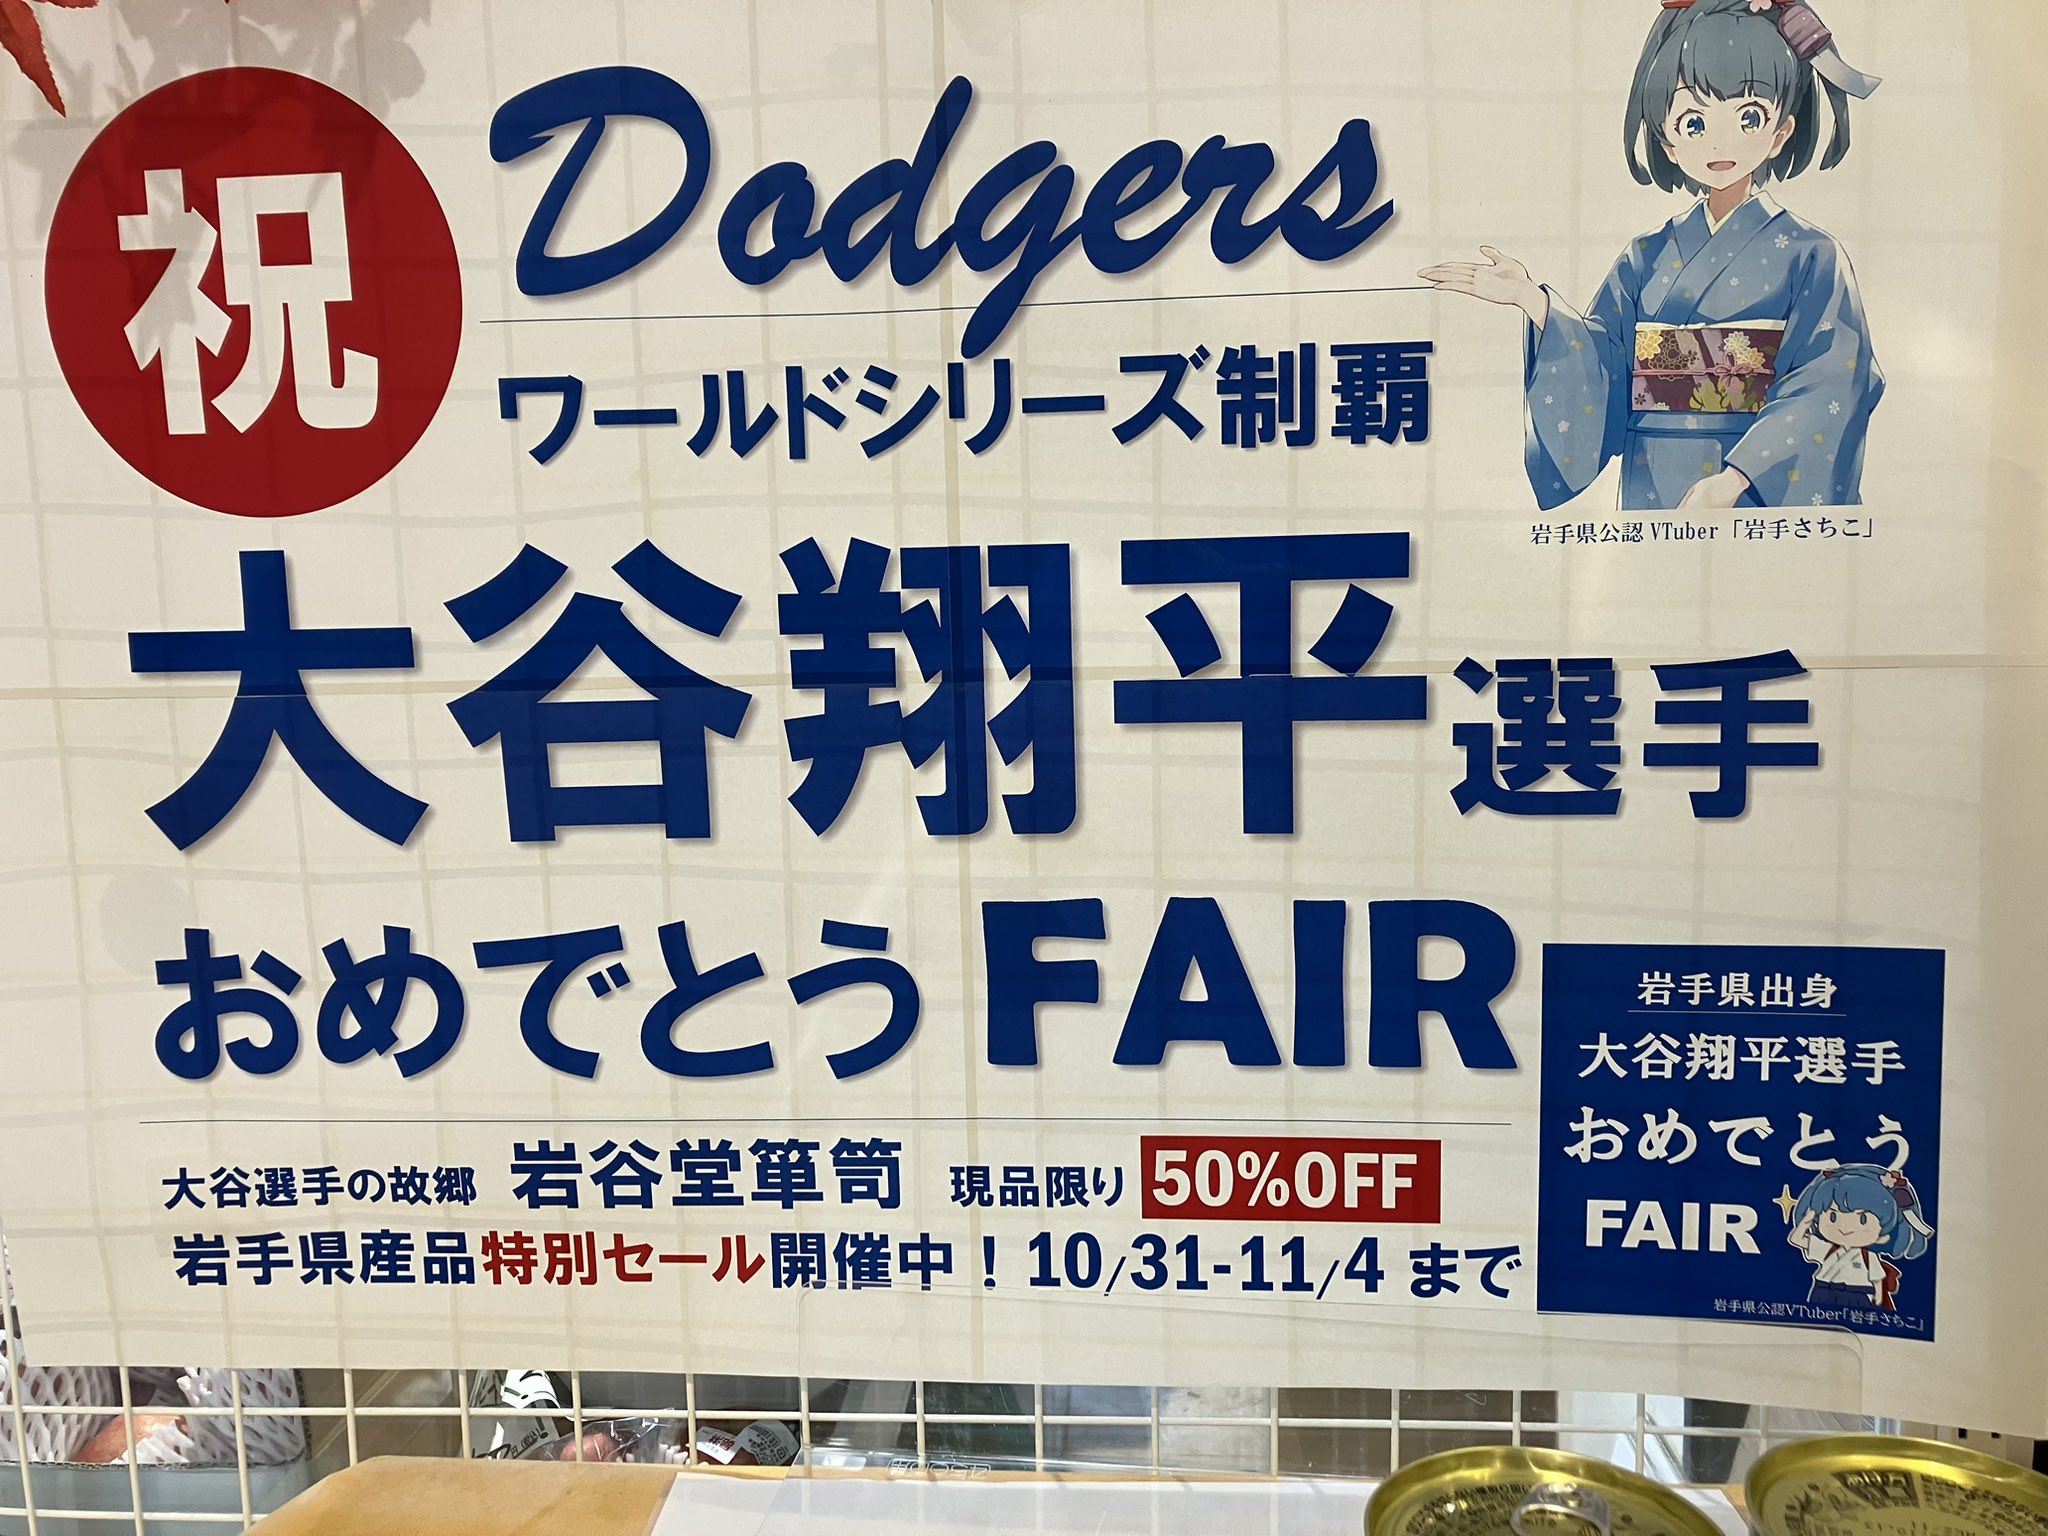 祝
Dodgers
ワールドシリーズ制覇
岩手県公認 VTuber「岩手さちこ」
大谷翔平選手
おめでとう FAIR
大谷選手の故郷 岩谷堂箪笥 現品限り 50%OFF
岩手県産品特別セール開催中！10/31-11/4 まで
岩手県出身
大谷翔平選手
おめでとう
FAIR
岩手県公認VTuber「岩手さちこ」